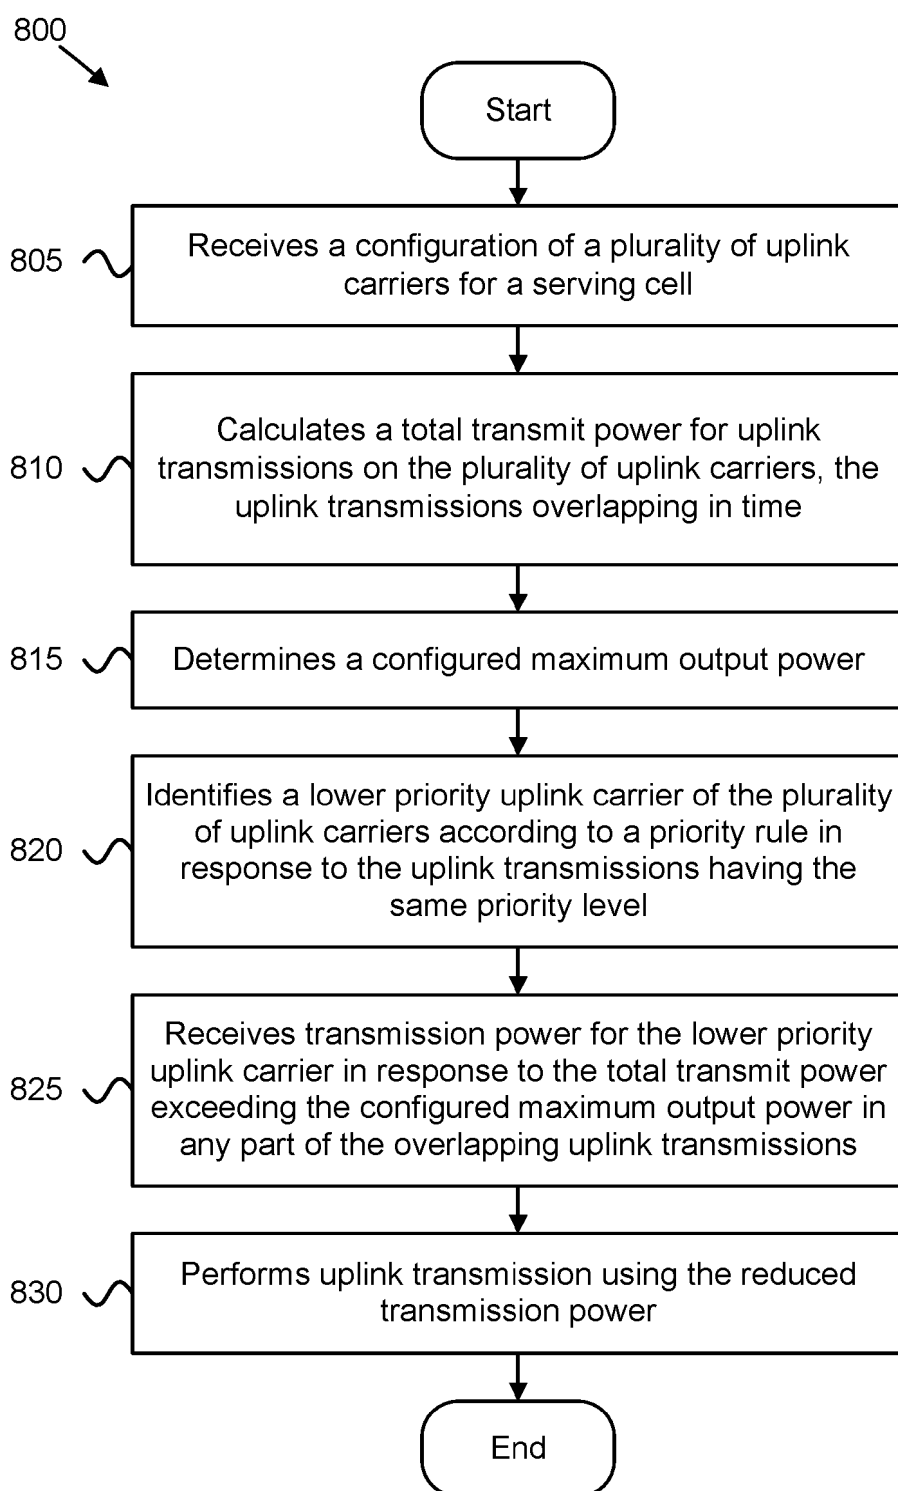 800
Start
805
Receives a configuration of a plurality of uplink
carriers for a serving cell
810
Calculates a total transmit power for uplink
transmissions on the plurality of uplink carriers, the
uplink transmissions overlapping in time
815
Determines a configured maximum output power
820
Identifies a lower priority uplink carrier of the plurality
of uplink carriers according to a priority rule in
response to the uplink transmissions having the
same priority level
825
Receives transmission power for the lower priority
uplink carrier in response to the total transmit power
exceeding the configured maximum output power in
any part of the overlapping uplink transmissions
830
Performs uplink transmission using the reduced
transmission power
End